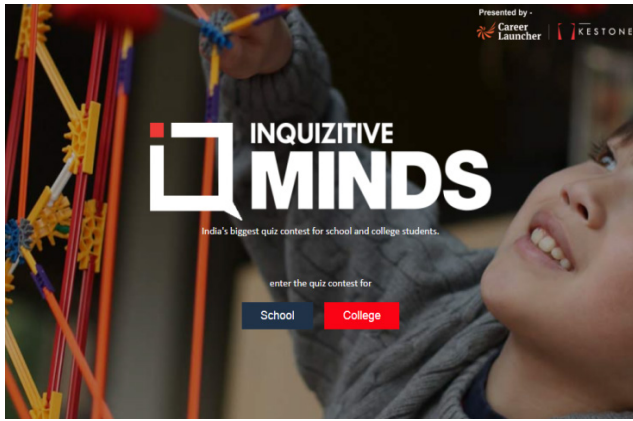 Presented by -
Career
Launcher
KESTONE
INQUIZITIVE
MINDS
India's biggest quiz contest for school and college students.
enter the quiz contest for
School
College